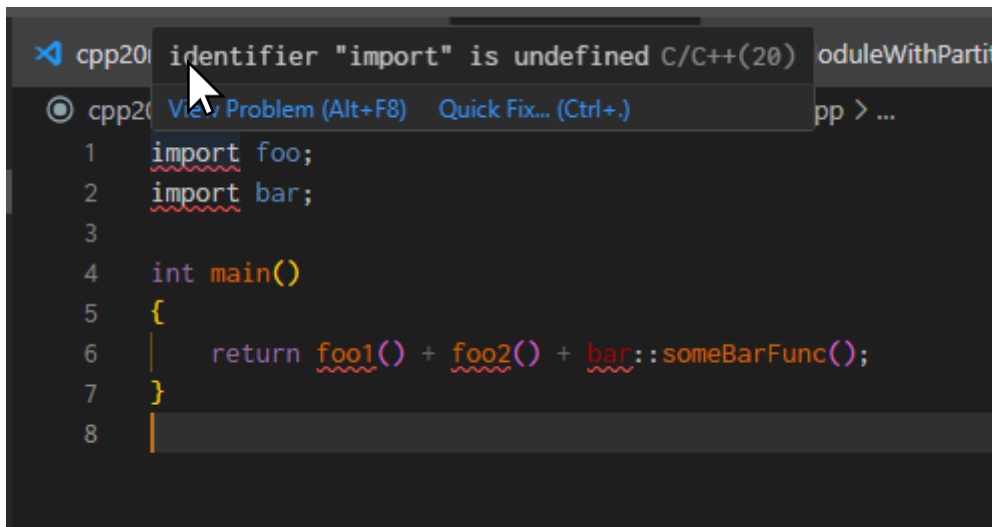 cpp20 identifier "import" is undefined C/C++(20) oduleWithPartit
View Problem (Alt+F8) Quick Fix... (Ctrl+.)
cpp20 pp > ...
1 import foo;
2 import bar;
3
4 int main()
5 {
6 return foo1() + foo2() + bar::someBarFunc();
7 }
8